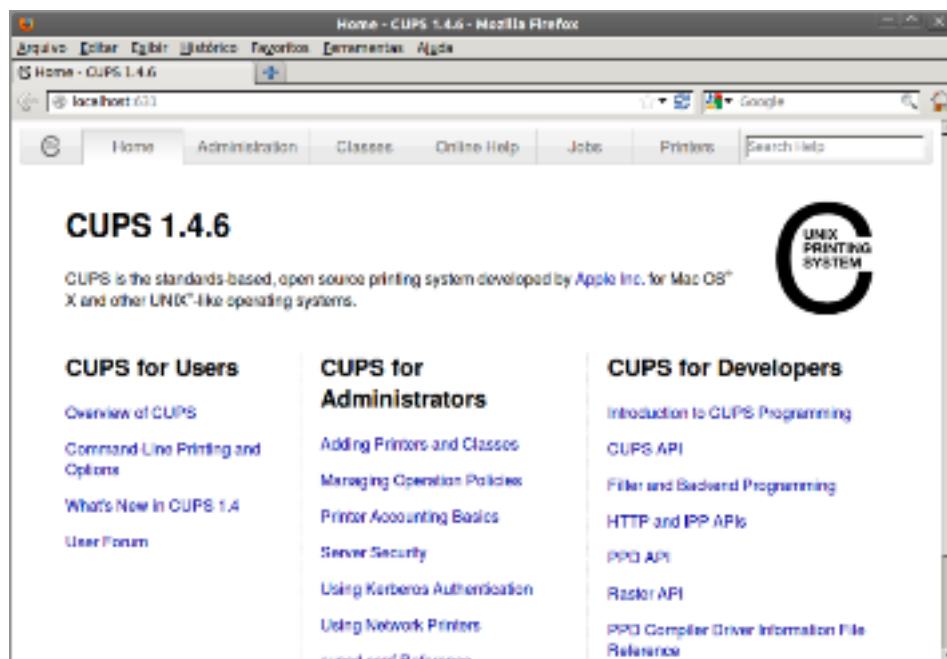 Home - CUPS 1.4.6 - Mozilla Firefox
Arquivo Editar Exibir Histórico Favoritos Ferramentas Ajuda
Home - CUPS 1.4.6
localhost:631
Google
Home Administration Classes Online Help Jobs Printers Search Help
CUPS 1.4.6
UNIX
PRINTING
SYSTEM
CUPS is the standards-based, open source printing system developed by Apple Inc. for Mac OS®
X and other UNIX®-like operating systems.
CUPS for Users
Overview of CUPS
Command-Line Printing and
Options
What's New in CUPS 1.4
User Forum
CUPS for
Administrators
Adding Printers and Classes
Managing Operation Policies
Printer Accounting Basics
Server Security
Using Kerberos Authentication
Using Network Printers
cupsd.conf Reference
CUPS for Developers
Introduction to CUPS Programming
CUPS API
Filter and Backend Programming
HTTP and IPP APIs
PPD API
Raster API
PPD Compiler Driver Information File
Reference